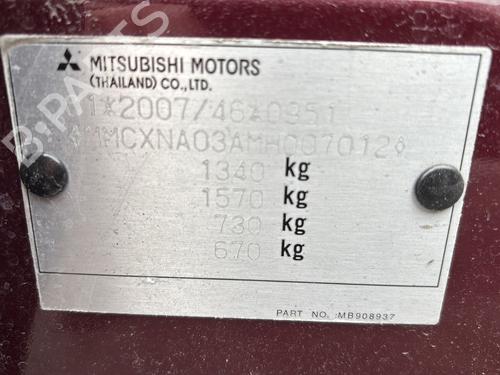 MITSUBISHI MOTORS
(THAILAND) CO., LTD.
1*2007/46*0351
MMCXNA03AMH007012
1340 kg
1570 kg
730 kg
670 kg
PART NO. MB908937